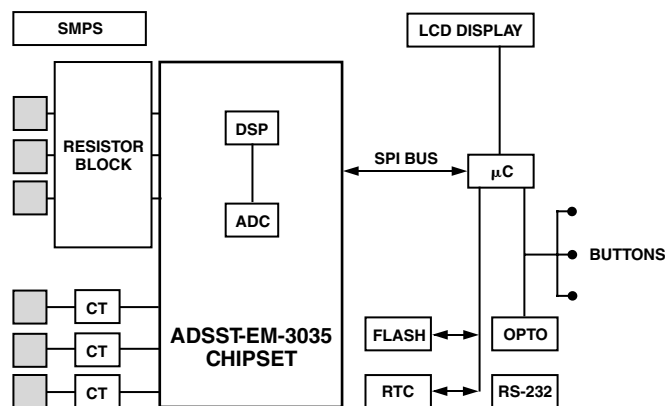 SMPS
LCD DISPLAY
RESISTOR
BLOCK
DSP
ADC
SPI BUS
μC
BUTTONS
CT
CT
CT
ADSST-EM-3035
CHIPSET
FLASH
OPTO
RTC
RS-232